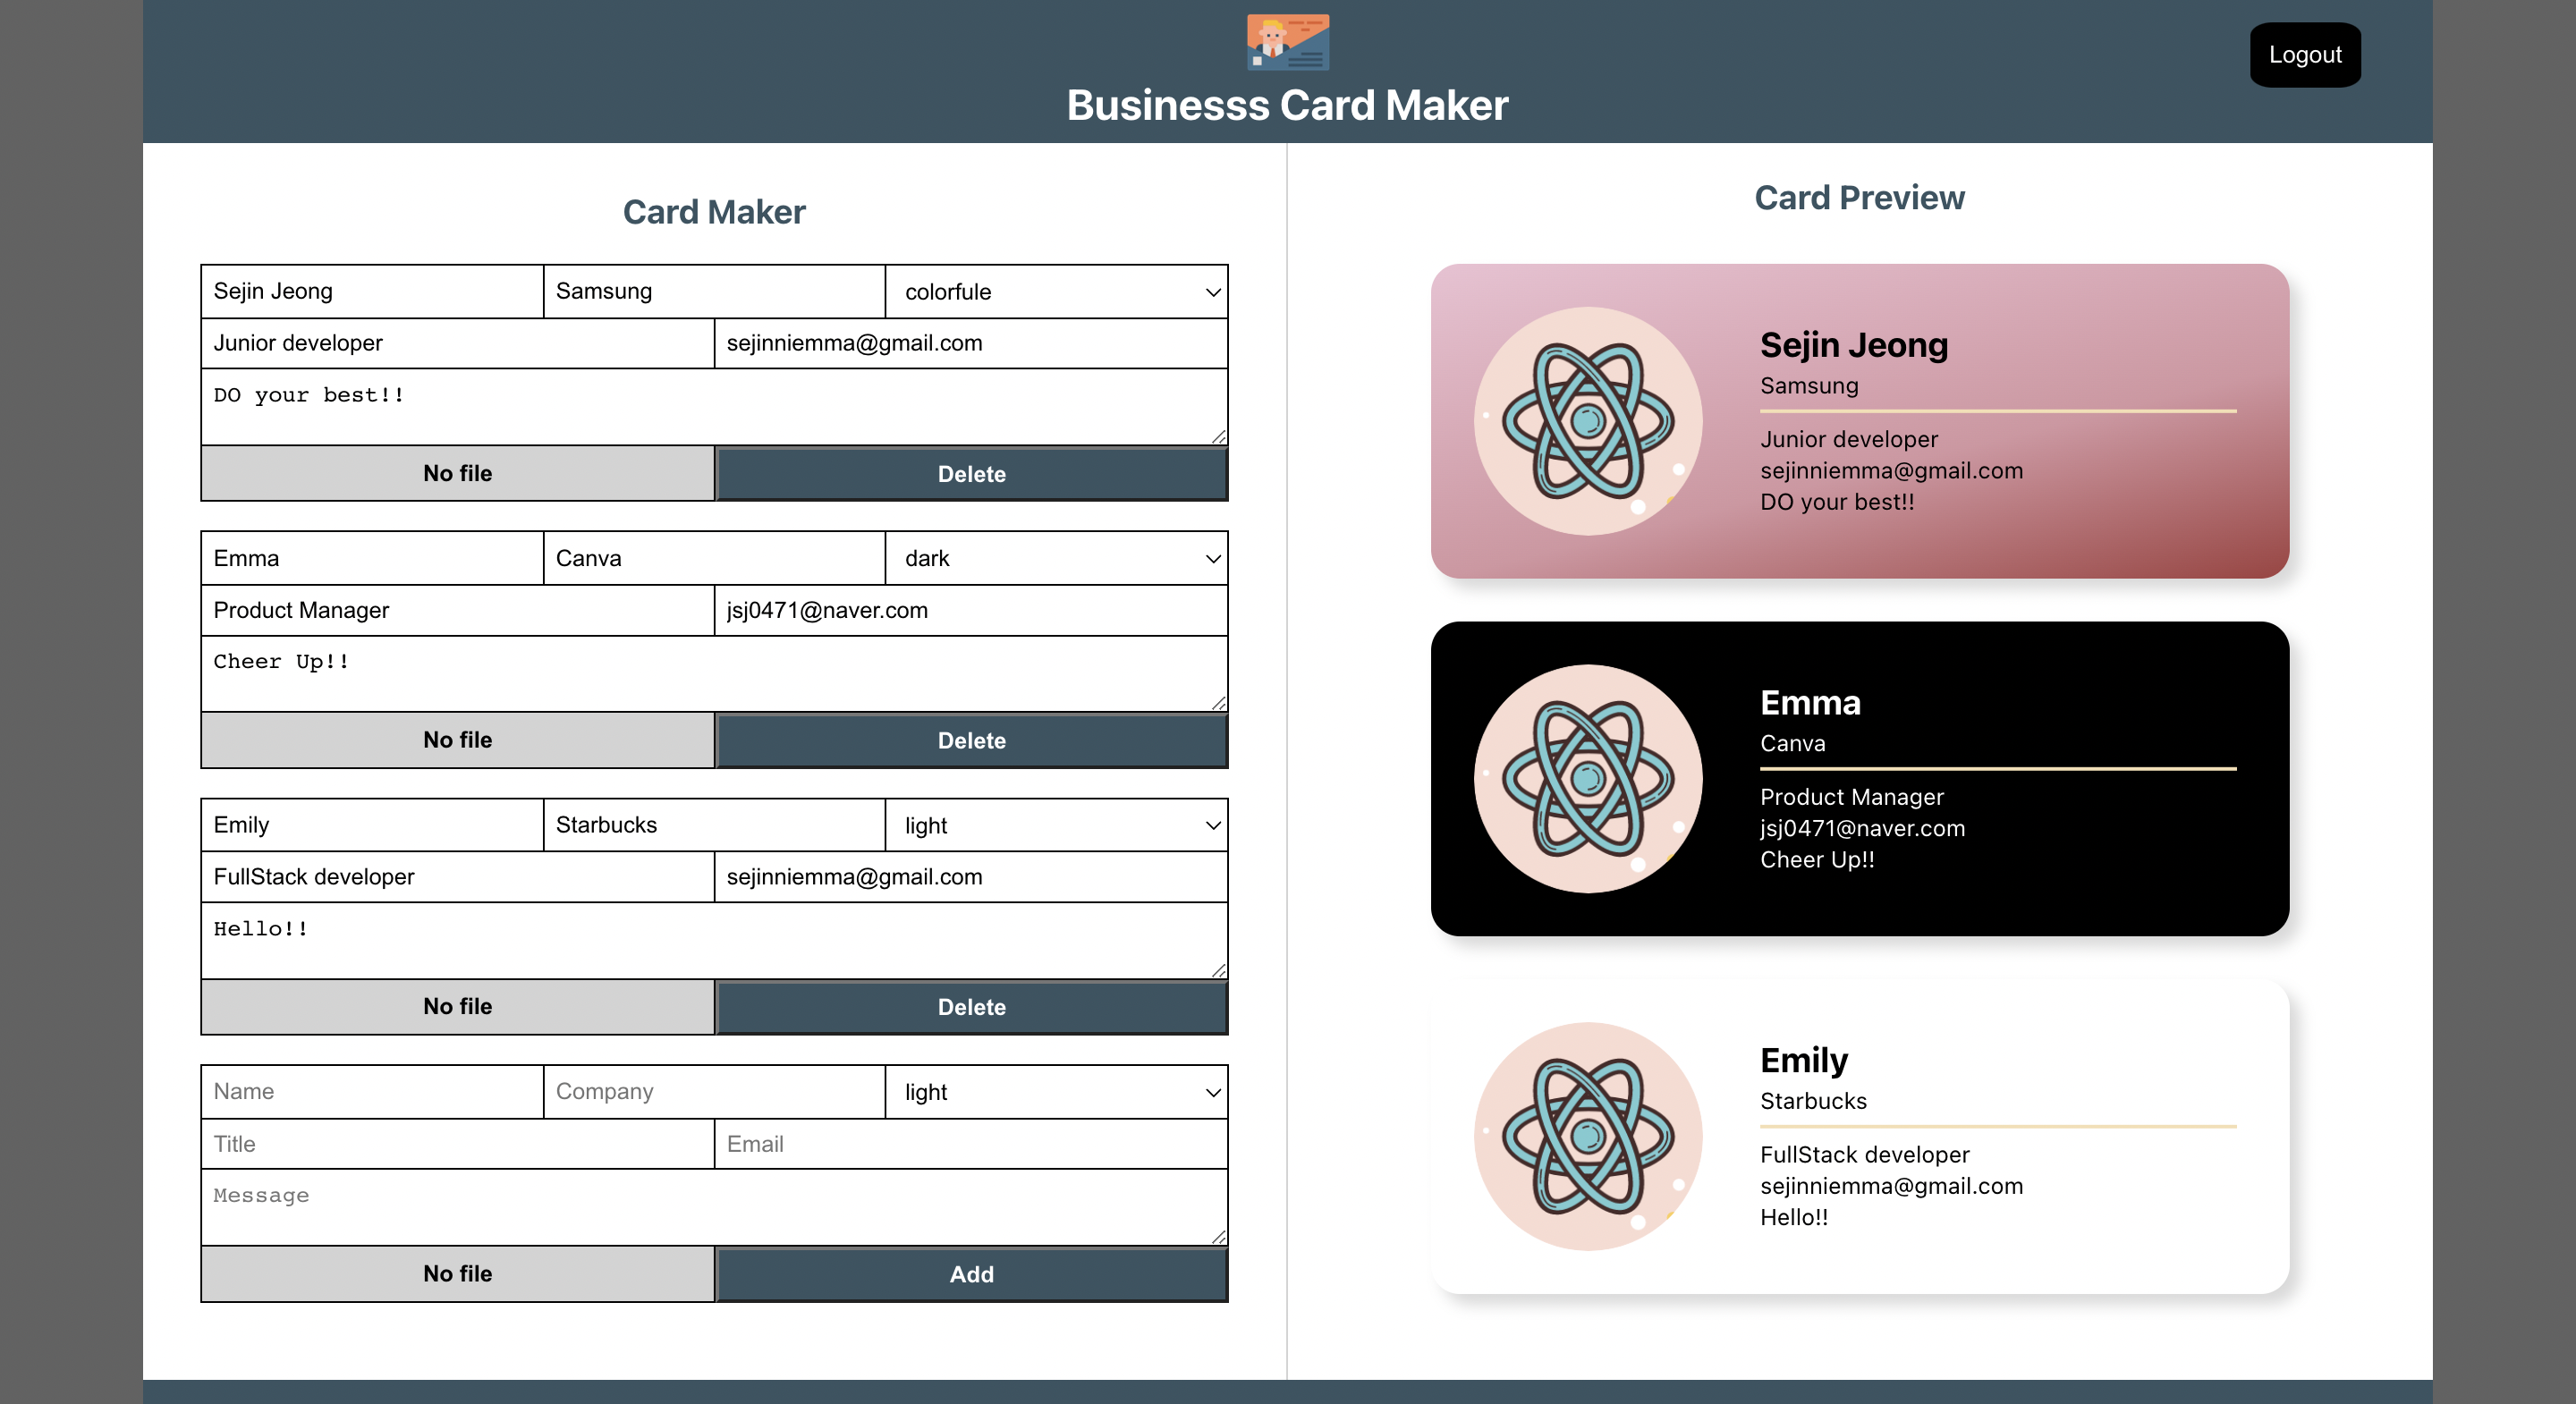 Logout
Businesss Card Maker
Card Maker
Sejin Jeong Samsung colorfule
Junior developer sejinniemma@gmail.com
DO your best!!
No file Delete
Emma Canva dark
Product Manager jsj0471@naver.com
Cheer Up!!
No file Delete
Emily Starbucks light
FullStack developer sejinniemma@gmail.com
Hello!!
No file Delete
Name Company light
Title Email
Message
No file Add
Card Preview
Sejin Jeong
Samsung
Junior developer
sejinniemma@gmail.com
DO your best!!
Emma
Canva
Product Manager
jsj0471@naver.com
Cheer Up!!
Emily
Starbucks
FullStack developer
sejinniemma@gmail.com
Hello!!